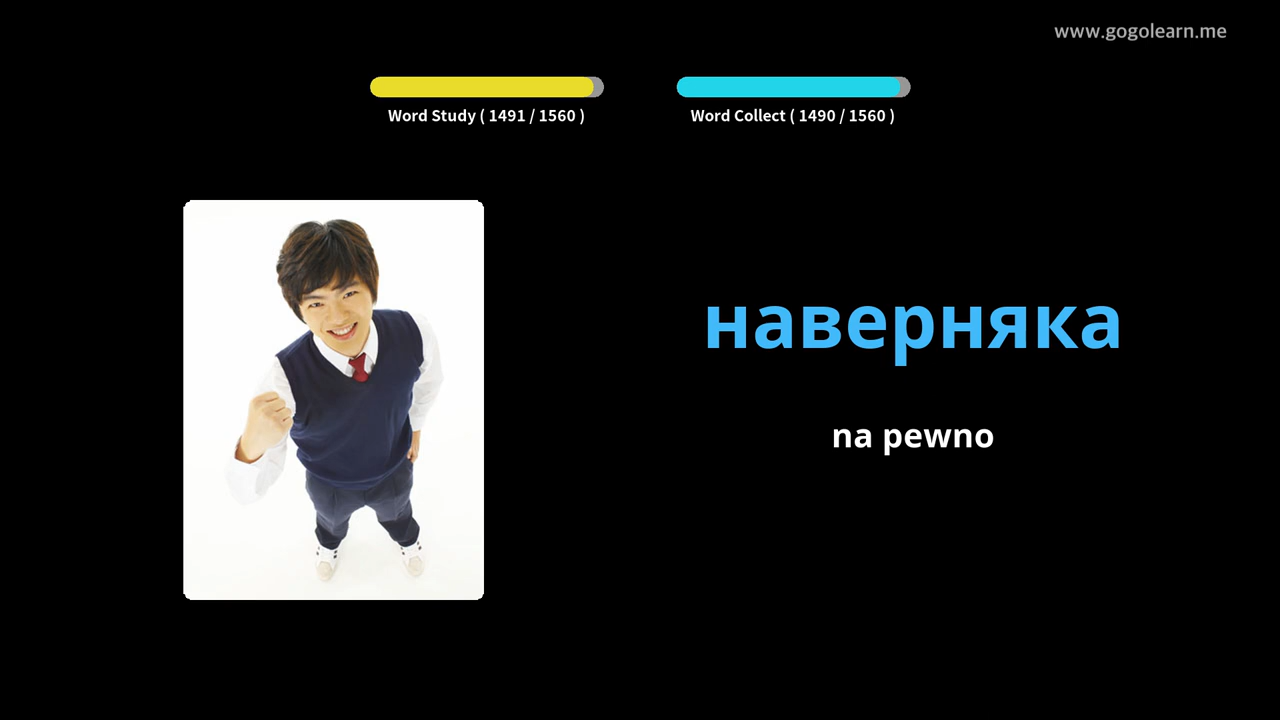 www.gogolearn.me
Word Study ( 1491 / 1560 )
Word Collect ( 1490 / 1560 )
наверняка
na pewno